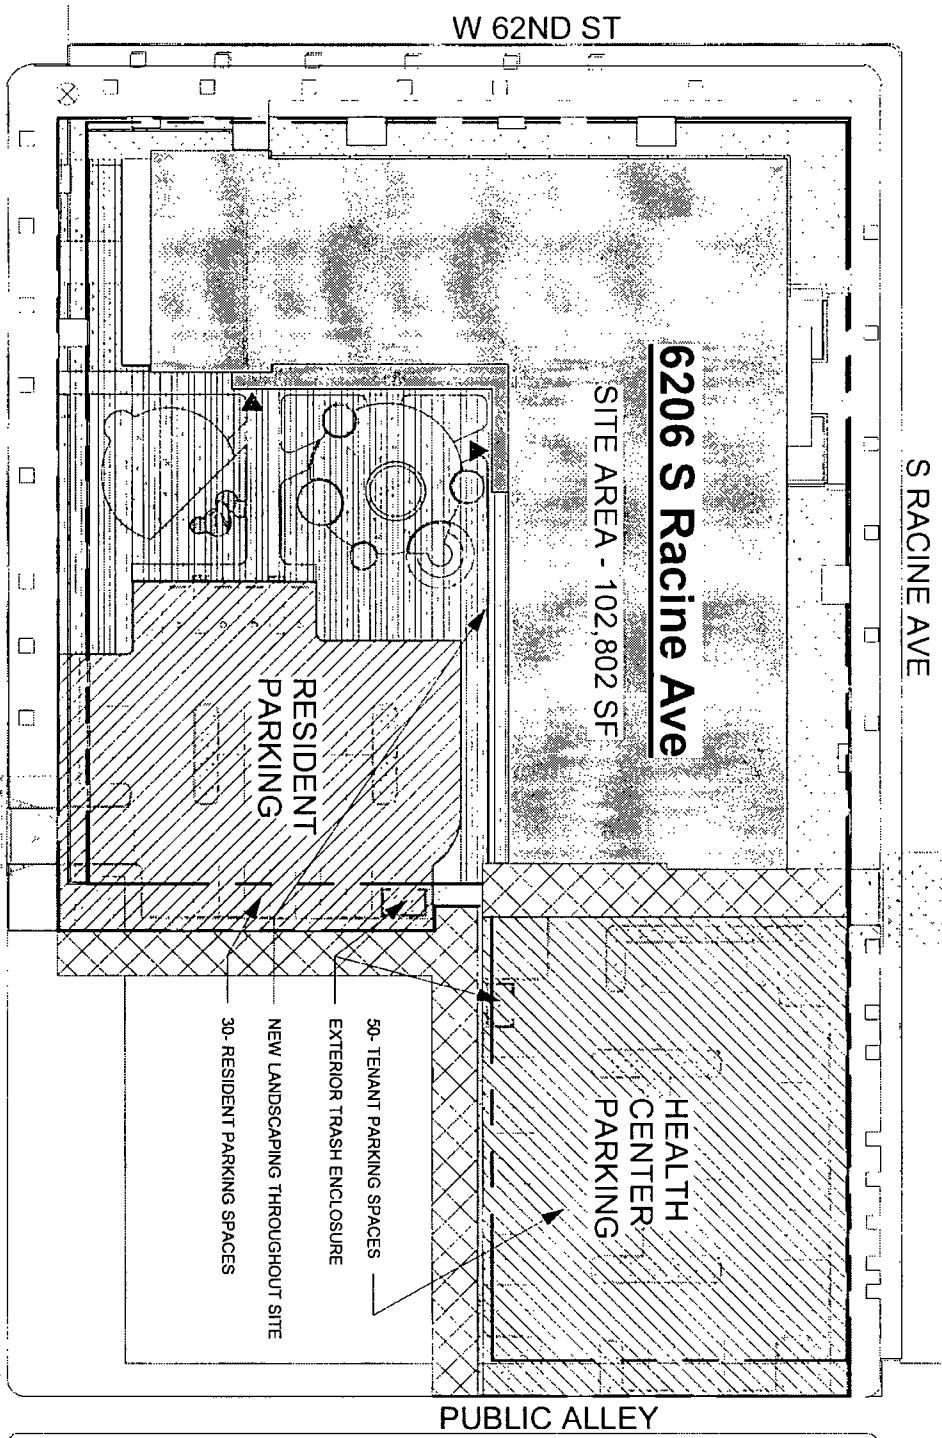 W 62ND ST
S RACINE AVE
6206 S Racine Ave
SITE AREA - 102,802 SF
RESIDENT
PARKING
HEALTH
CENTER
PARKING
50- TENANT PARKING SPACES
EXTERIOR TRASH ENCLOSURE
NEW LANDSCAPING THROUGHOUT SITE
30- RESIDENT PARKING SPACES
PUBLIC ALLEY